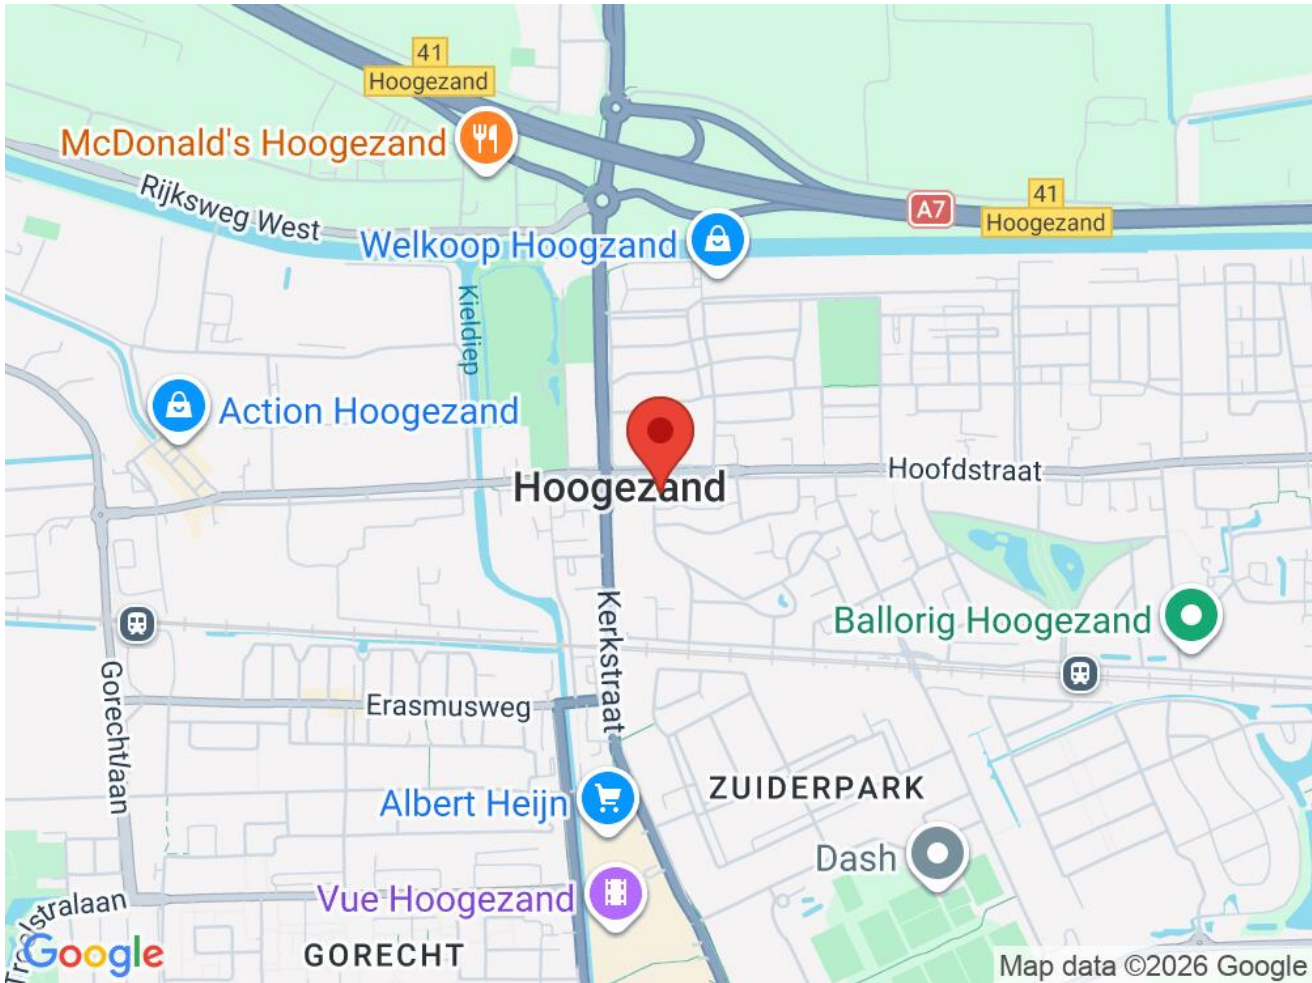 41
Hoogezand
McDonald's Hoogezand
Rijksweg West
A7
41
Hoogezand
Welkoop Hoogzand
Kieldiep
Action Hoogezand
Hoofdstraat
Hoogezand
Kerkstraat
Ballorig Hoogezand
Gorechtlaan
Erasmusweg
ZUIDERPARK
Albert Heijn
Dash
Vue Hoogezand
Troelstralaan
GORECHT
Google
Map data ©2026 Google